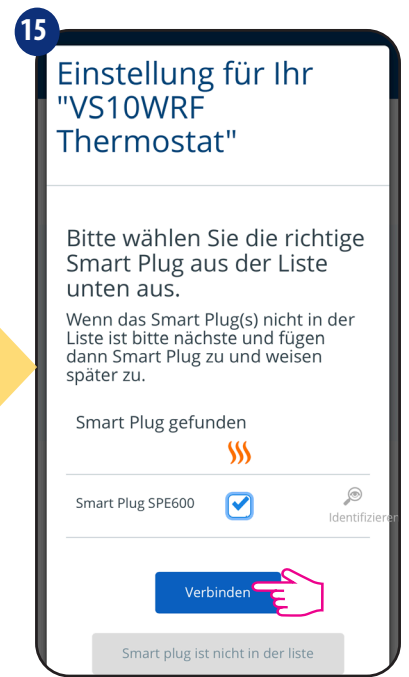 15
Einstellung für Ihr
"VS10WRF
Thermostat"
Bitte wählen Sie die richtige
Smart Plug aus der Liste
unten aus.
Wenn das Smart Plug(s) nicht in der
Liste ist bitte nächste und fügen
dann Smart Plug zu und weisen
später zu.
Smart Plug gefunden
Smart Plug SPE600
Identifizieren
Verbinden
Smart plug ist nicht in der liste